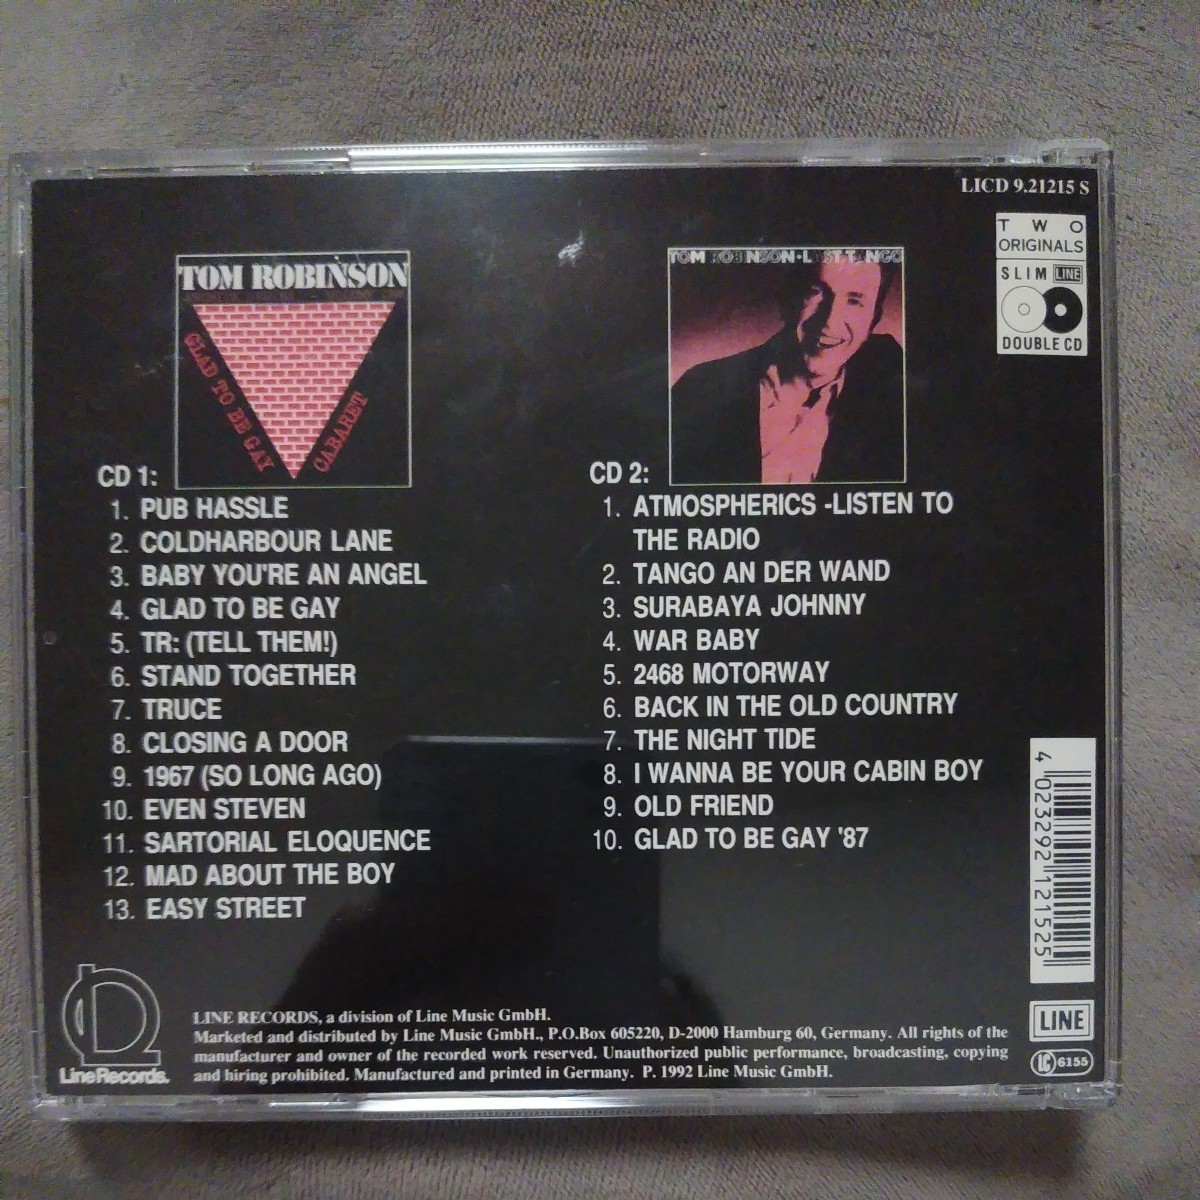 LICD 9.21215 S
TWO
ORIGINALS
SLIM LINE
DOUBLE CD
TOM ROBINSON
GLAD TO BE GAY
CABARET
CD 1:
1. PUB HASSLE
2. COLDHARBOUR LANE
3. BABY YOU'RE AN ANGEL
4. GLAD TO BE GAY
5. TR: (TELL THEM!)
6. STAND TOGETHER
7. TRUCE
8. CLOSING A DOOR
9. 1967 (SO LONG AGO)
10. EVEN STEVEN
11. SARTORIAL ELOQUENCE
12. MAD ABOUT THE BOY
13. EASY STREET
TOM ROBINSON•LAST TANGO
CD 2:
1. ATMOSPHERICS -LISTEN TO
THE RADIO
2. TANGO AN DER WAND
3. SURABAYA JOHNNY
4. WAR BABY
5. 2468 MOTORWAY
6. BACK IN THE OLD COUNTRY
7. THE NIGHT TIDE
8. I WANNA BE YOUR CABIN BOY
9. OLD FRIEND
10. GLAD TO BE GAY '87
4 023292 121525
LineRecords.
LINE RECORDS, a division of Line Music GmbH.
Marketed and distributed by Line Music GmbH., P.O.Box 605220, D-2000 Hamburg 60, Germany. All rights of the
manufacturer and owner of the recorded work reserved. Unauthorized public performance, broadcasting, copying
and hiring prohibited. Manufactured and printed in Germany. P. 1992 Line Music GmbH.
LINE
LC 6155